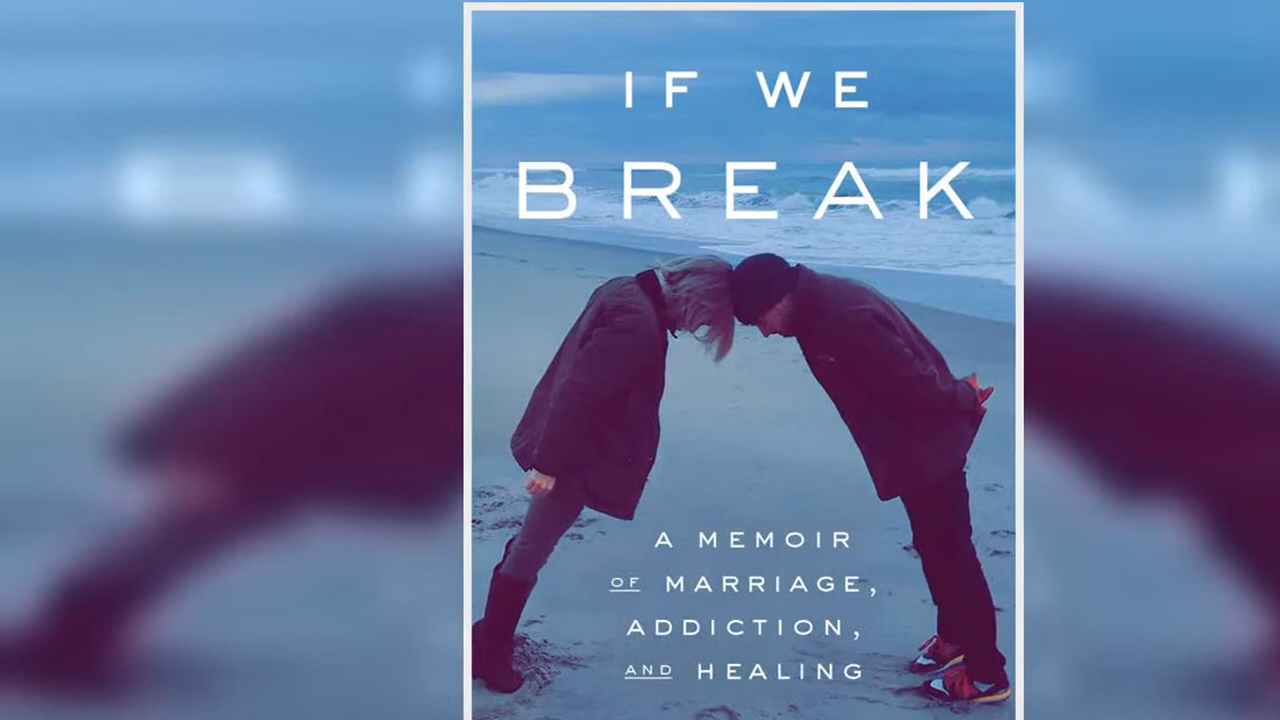 IF WE
BREAK
A MEMOIR
OF MARRIAGE,
ADDICTION,
AND HEALING